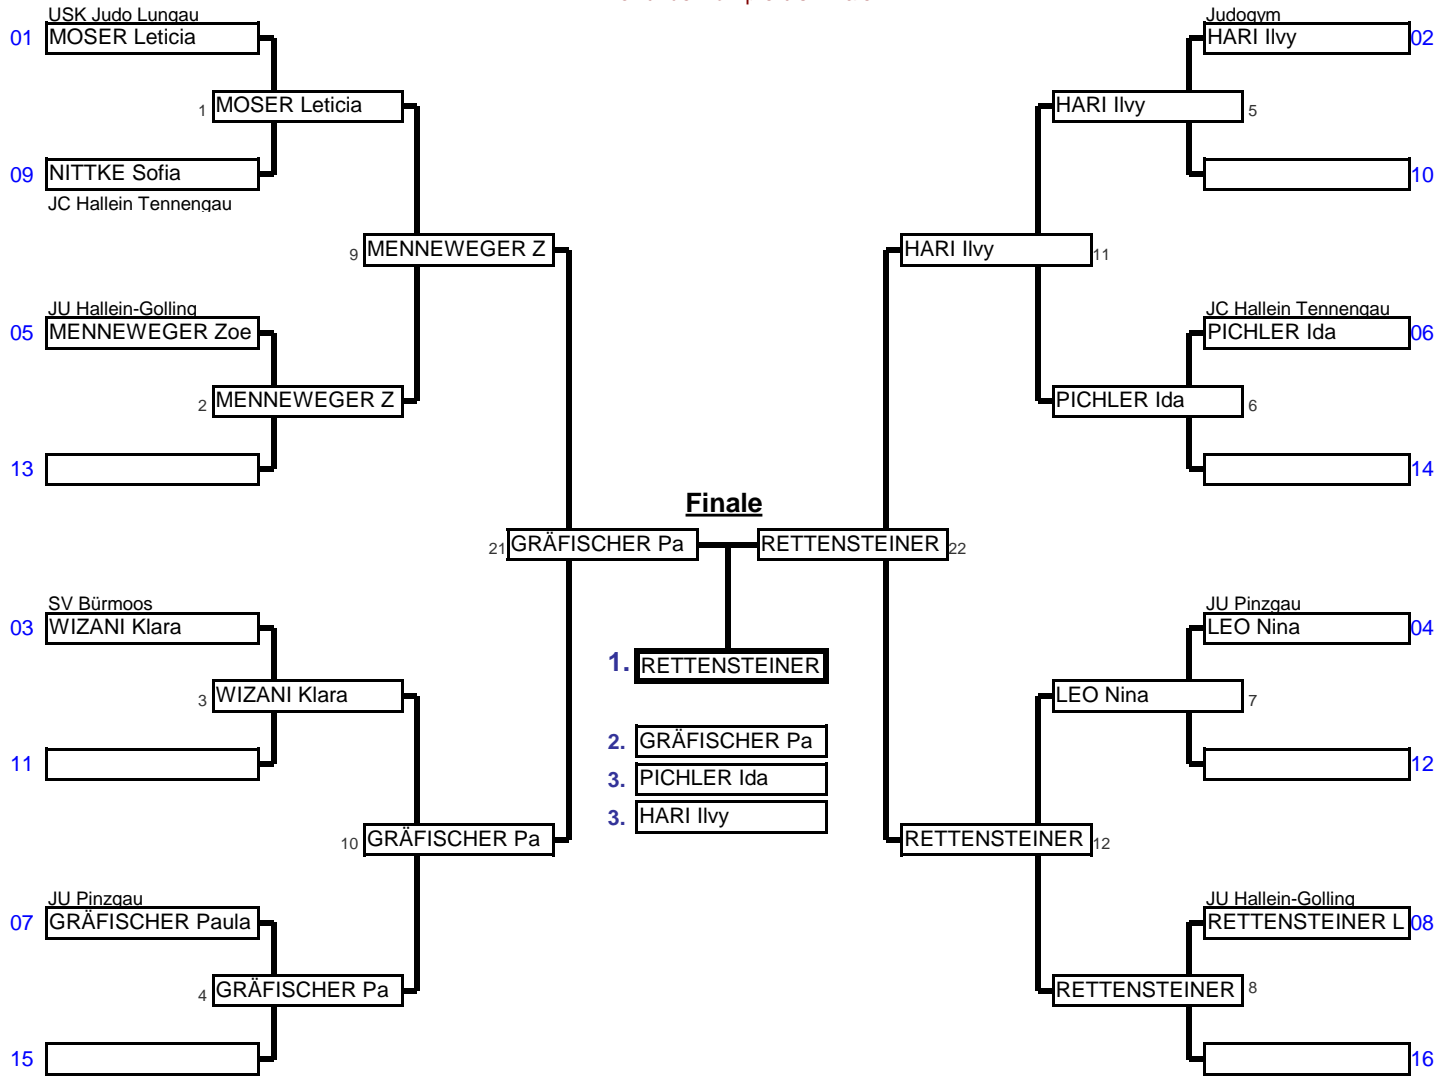 USK Judo Lungau
01 MOSER Leticia
1 MOSER Leticia
09 NITTKE Sofia
JC Hallein Tennengau
9 MENNEWEGER Z
JU Hallein-Golling
05 MENNEWEGER Zoe
2 MENNEWEGER Z
13
21 GRÄFISCHER Pa
SV Bürmoos
03 WIZANI Klara
3 WIZANI Klara
11
10 GRÄFISCHER Pa
JU Pinzgau
07 GRÄFISCHER Paula
4 GRÄFISCHER Pa
15
Finale
1. RETTENSTEINER
2. GRÄFISCHER Pa
3. PICHLER Ida
3. HARI Ilvy
Judogym
HARI Ilvy 02
HARI Ilvy 5
10
HARI Ilvy 11
JC Hallein Tennengau
PICHLER Ida 06
PICHLER Ida 6
14
RETTENSTEINER 22
JU Pinzgau
LEO Nina 04
LEO Nina 7
12
RETTENSTEINER 12
JU Hallein-Golling
RETTENSTEINER L 08
RETTENSTEINER 8
16